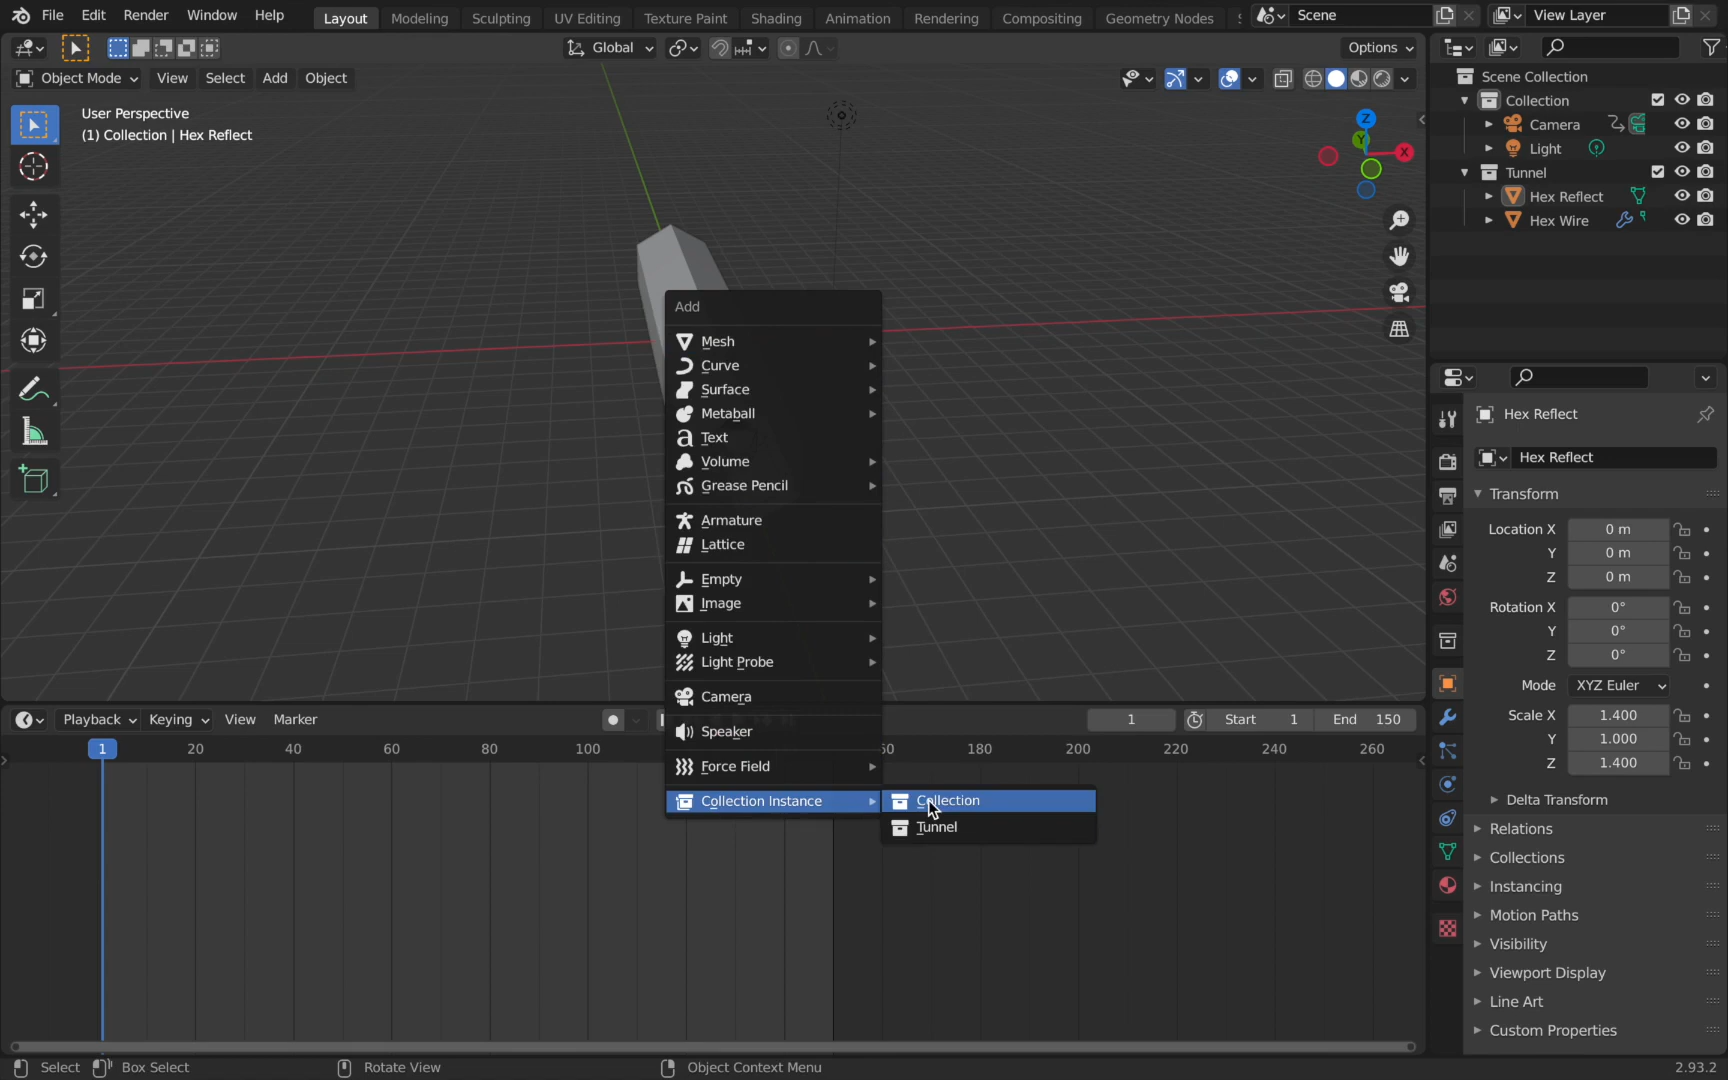 File Edit Render Window Help Layout Modeling Sculpting UV Editing Texture Paint Shading Animation Rendering Compositing Geometry Nodes Scene View Layer
Global Options
Object Mode View Select Add Object
User Perspective
(1) Collection | Hex Reflect
Z
Y
X
Add
Mesh
Curve
Surface
Metaball
Text
Volume
Grease Pencil
Armature
Lattice
Empty
Image
Light
Light Probe
Camera
Speaker
Force Field
Collection Instance
Collection
Tunnel
Scene Collection
Collection
Camera
Light
Tunnel
Hex Reflect
Hex Wire
Hex Reflect
Hex Reflect
Transform
Location X 0 m
Y 0 m
Z 0 m
Rotation X 0°
Y 0°
Z 0°
Mode XYZ Euler
Scale X 1.400
Y 1.000
Z 1.400
Delta Transform
Relations
Collections
Instancing
Motion Paths
Visibility
Viewport Display
Line Art
Custom Properties
Playback Keying View Marker 1 Start 1 End 150
1 20 40 60 80 100 60 180 200 220 240 260
Select Box Select Rotate View Object Context Menu 2.93.2